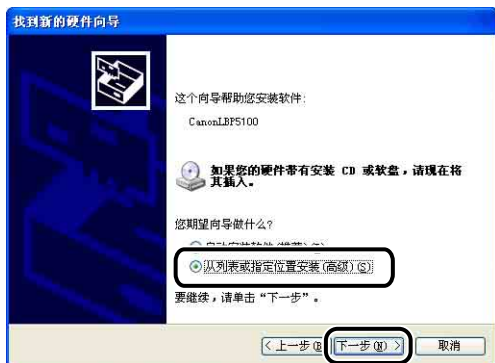 找到新的硬件向导
这个向导帮助您安装软件:
CanonLBP5100
如果您的硬件带有安装 CD 或软盘，请现在将
其插入。
您期望向导做什么?
从列表或指定位置安装(高级)(S)
要继续，请单击“下一步”。
< 上一步(B)
下一步(N) >
取消